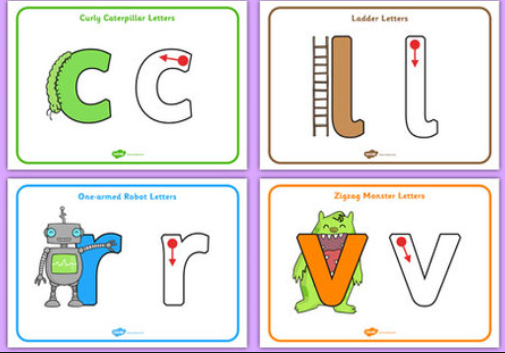 Curly Caterpillar Letters
c c
Ladder Letters
l l
One-armed Robot Letters
r r
Zigzag Monster Letters
v v